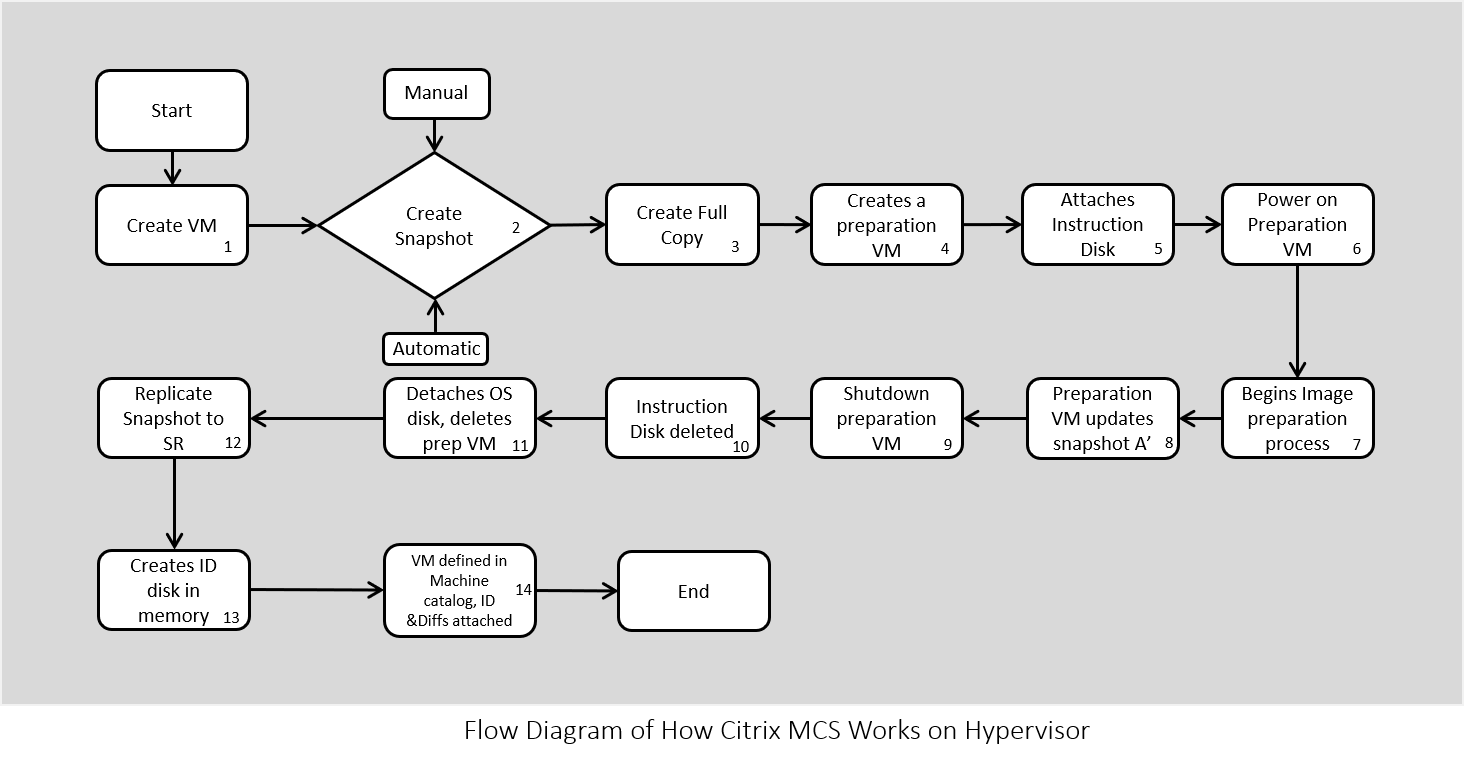 Start
Manual
Create VM
1
Create
Snapshot
2
Automatic
Create Full
Copy
3
Creates a
preparation
VM
4
Attaches
Instruction
Disk
5
Power on
Preparation
VM
6
Begins Image
preparation
process
7
Preparation
VM updates
snapshot A’
8
Shutdown
preparation
VM
9
Instruction
Disk deleted
10
Detaches OS
disk, deletes
prep VM
11
Replicate
Snapshot to
SR
12
Creates ID
disk in
memory
13
VM defined in
Machine
catalog, ID
&Diffs attached
14
End
Flow Diagram of How Citrix MCS Works on Hypervisor